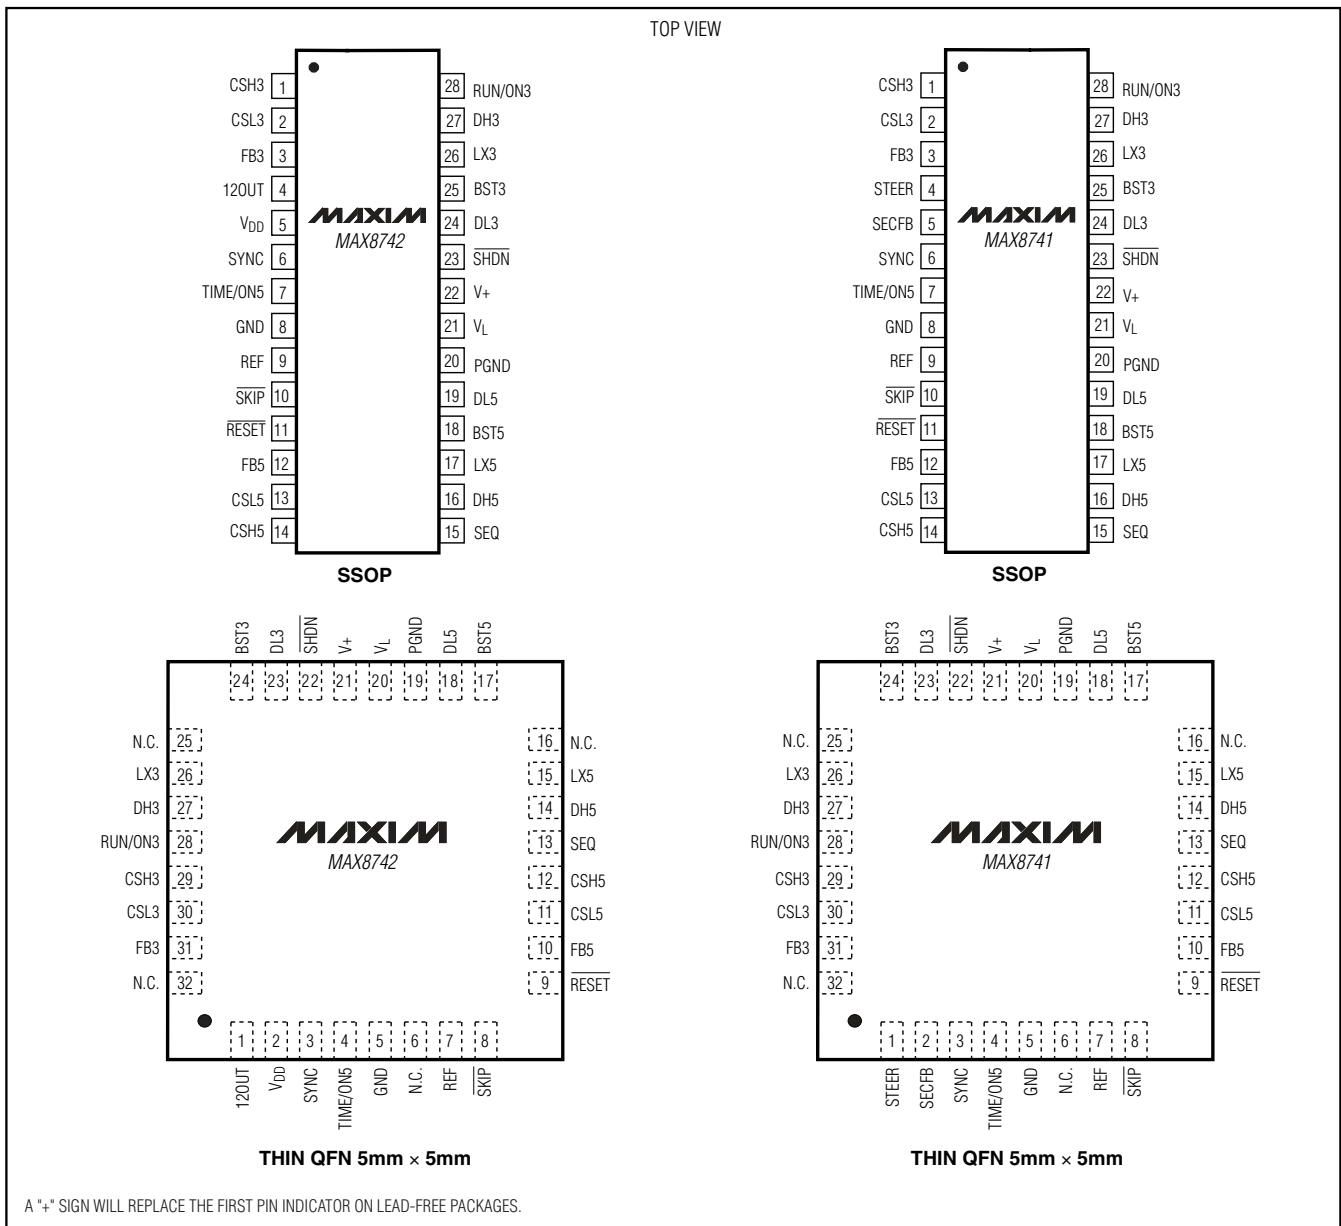 TOP VIEW
CSH3 1
CSL3 2
FB3 3
12OUT 4
VDD 5
SYNC 6
TIME/ON5 7
GND 8
REF 9
SKIP 10
RESET 11
FB5 12
CSL5 13
CSH5 14
MAXIM
MAX8742
28 RUN/ON3
27 DH3
26 LX3
25 BST3
24 DL3
23 SHDN
22 V+
21 VL
20 PGND
19 DL5
18 BST5
17 LX5
16 DH5
15 SEQ
SSOP
CSH3 1
CSL3 2
FB3 3
STEER 4
SECFB 5
SYNC 6
TIME/ON5 7
GND 8
REF 9
SKIP 10
RESET 11
FB5 12
CSL5 13
CSH5 14
MAXIM
MAX8741
28 RUN/ON3
27 DH3
26 LX3
25 BST3
24 DL3
23 SHDN
22 V+
21 VL
20 PGND
19 DL5
18 BST5
17 LX5
16 DH5
15 SEQ
SSOP
BST3 DL3 SHDN V+ VL PGND DL5 BST5
24 23 22 21 20 19 18 17
N.C. 25
LX3 26
DH3 27
RUN/ON3 28
CSH3 29
CSL3 30
FB3 31
N.C. 32
MAXIM
MAX8742
16 N.C.
15 LX5
14 DH5
13 SEQ
12 CSH5
11 CSL5
10 FB5
9 RESET
1 2 3 4 5 6 7 8
12OUT VDD SYNC TIME/ON5 GND N.C. REF SKIP
THIN QFN 5mm × 5mm
BST3 DL3 SHDN V+ VL PGND DL5 BST5
24 23 22 21 20 19 18 17
N.C. 25
LX3 26
DH3 27
RUN/ON3 28
CSH3 29
CSL3 30
FB3 31
N.C. 32
MAXIM
MAX8741
16 N.C.
15 LX5
14 DH5
13 SEQ
12 CSH5
11 CSL5
10 FB5
9 RESET
1 2 3 4 5 6 7 8
STEER SECFB SYNC TIME/ON5 GND N.C. REF SKIP
THIN QFN 5mm × 5mm
A "+" SIGN WILL REPLACE THE FIRST PIN INDICATOR ON LEAD-FREE PACKAGES.